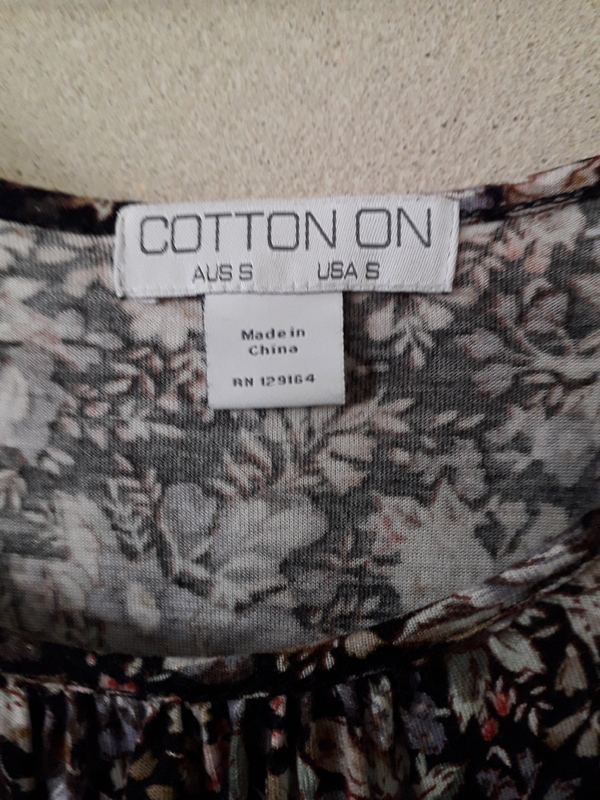 COTTON ON
AUS S USA S
Made in
China
RN 129164